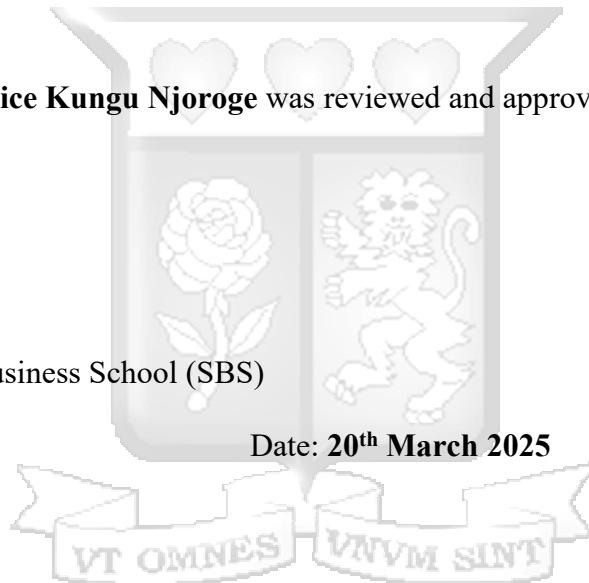 ice Kungu Njoroge was reviewed and approv
usiness School (SBS)
Date: 20th March 2025
VT OMNES VNVM SINT